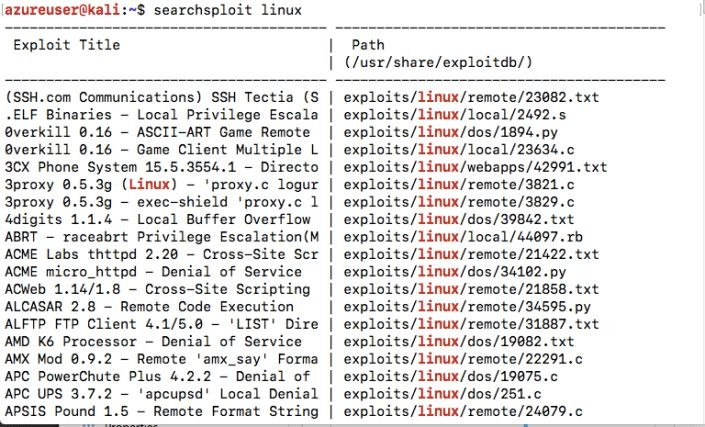 azureuser@kali:~$ searchsploit linux
---------------------------------------- ----------------------------------------
Exploit Title | Path
| (/usr/share/exploitdb/)
---------------------------------------- ----------------------------------------
(SSH.com Communications) SSH Tectia (S | exploits/linux/remote/23082.txt
.ELF Binaries - Local Privilege Escala | exploits/linux/local/2492.s
0verkill 0.16 - ASCII-ART Game Remote | exploits/linux/dos/1894.py
0verkill 0.16 - Game Client Multiple L | exploits/linux/local/23634.c
3CX Phone System 15.5.3554.1 - Directo | exploits/linux/webapps/42991.txt
3proxy 0.5.3g (Linux) - 'proxy.c logur | exploits/linux/remote/3821.c
3proxy 0.5.3g - exec-shield 'proxy.c l | exploits/linux/remote/3829.c
4digits 1.1.4 - Local Buffer Overflow | exploits/linux/dos/39842.txt
ABRT - raceabrt Privilege Escalation(M | exploits/linux/local/44097.rb
ACME Labs thttpd 2.20 - Cross-Site Scr | exploits/linux/remote/21422.txt
ACME micro_httpd - Denial of Service | exploits/linux/dos/34102.py
ACWeb 1.14/1.8 - Cross-Site Scripting | exploits/linux/remote/21858.txt
ALCASAR 2.8 - Remote Code Execution | exploits/linux/remote/34595.py
ALFTP FTP Client 4.1/5.0 - 'LIST' Dire | exploits/linux/remote/31887.txt
AMD K6 Processor - Denial of Service | exploits/linux/dos/19082.txt
AMX Mod 0.9.2 - Remote 'amx_say' Forma | exploits/linux/remote/22291.c
APC PowerChute Plus 4.2.2 - Denial of | exploits/linux/dos/19075.c
APC UPS 3.7.2 - 'apcupsd' Local Denial | exploits/linux/dos/251.c
APSIS Pound 1.5 - Remote Format String | exploits/linux/remote/24079.c